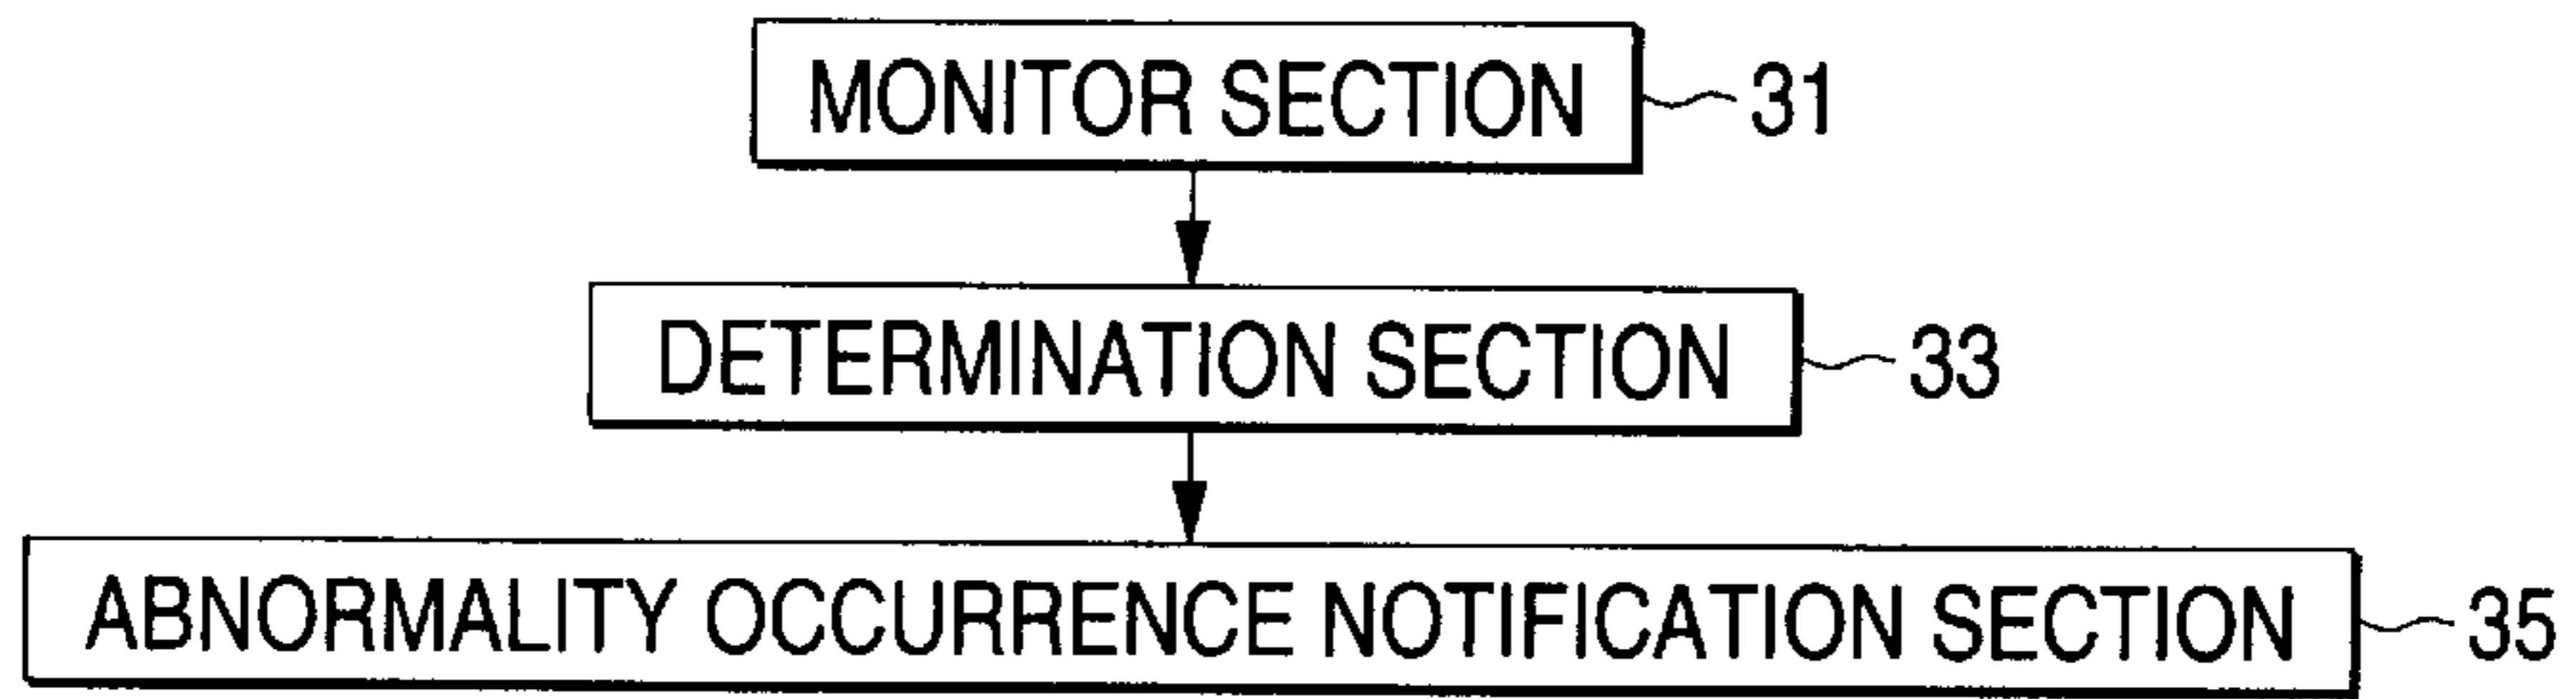 MONITOR SECTION 31
DETERMINATION SECTION 33
ABNORMALITY OCCURRENCE NOTIFICATION SECTION 35